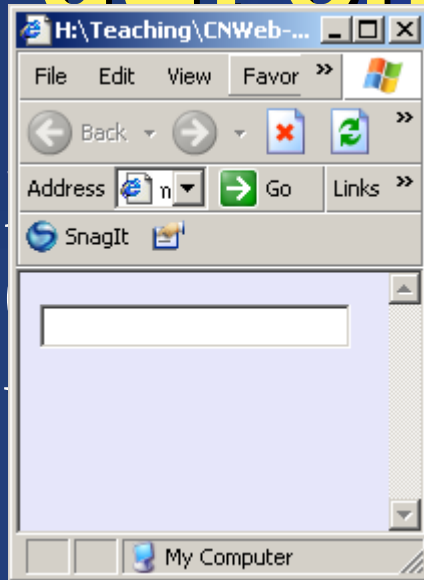 H:\Teaching\CNWeb-...
File Edit View Favor »
Back »
Address n Go Links »
SnagIt
My Computer